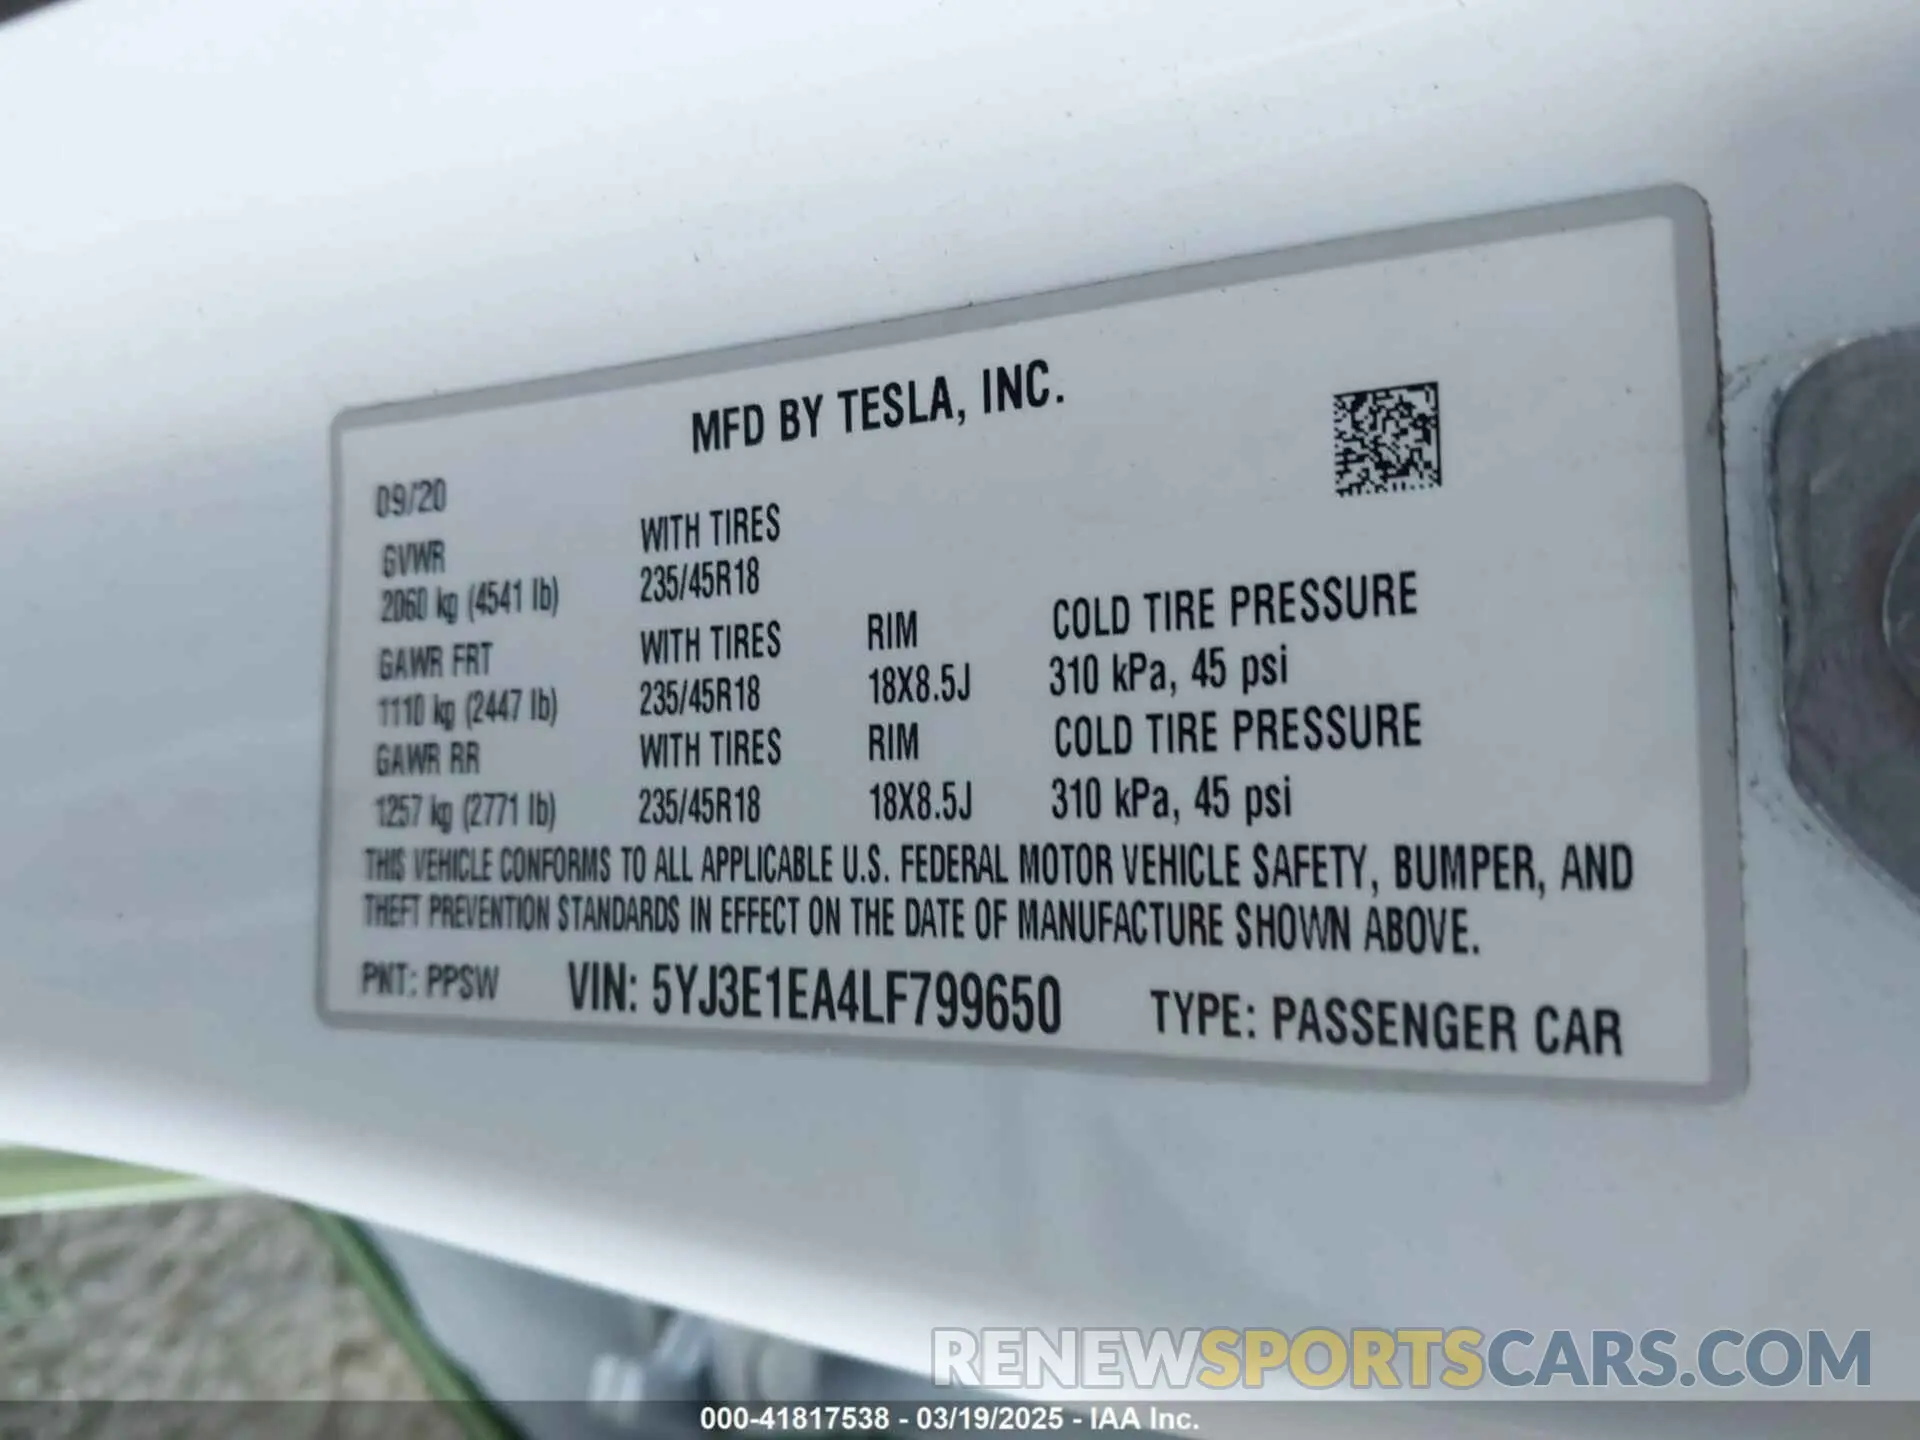 MFD BY TESLA, INC.
09/20
GVWR WITH TIRES
2060 kg (4541 lb) 235/45R18
GAWR FRT WITH TIRES RIM COLD TIRE PRESSURE
1110 kg (2447 lb) 235/45R18 18X8.5J 310 kPa, 45 psi
GAWR RR WITH TIRES RIM COLD TIRE PRESSURE
1257 kg (2771 lb) 235/45R18 18X8.5J 310 kPa, 45 psi
THIS VEHICLE CONFORMS TO ALL APPLICABLE U.S. FEDERAL MOTOR VEHICLE SAFETY, BUMPER, AND
THEFT PREVENTION STANDARDS IN EFFECT ON THE DATE OF MANUFACTURE SHOWN ABOVE.
PNT: PPSW VIN: 5YJ3E1EA4LF799650 TYPE: PASSENGER CAR
RENEWSPORTSCARS.COM
000-41817538 - 03/19/2025 - IAA Inc.